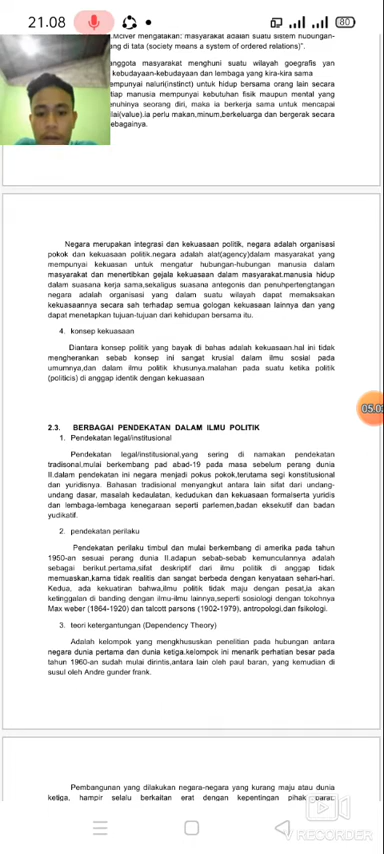 21.08
80
.Mciver mengatakan: masyarakat adalah suatu sistem hubungan-
ang di tata (society means a system of ordered relations)".
anggota masyarakat menghuni suatu wilayah goegrafis yan
kebudayaan-kebudayaan dan lembaga yang kira-kira sama
empunyai naluri(instinct) untuk hidup bersama orang lain secara
tiap manusia mempunyai kebutuhan fisik maupun mental yang
enuhinya seorang diri, maka ia berkerja sama untuk mencapai
lai(value).ia perlu makan,minum,berkeluarga dan bergerak secara
ebagainya.
Negara merupakan integrasi dan kekuasaan politik, negara adalah organisasi
pokok dan kekuasaan politik.negara adalah alat(agency)dalam masyarakat yang
mempunyai kekuasan untuk mengatur hubungan-hubungan manusia dalam
masyarakat dan menertibkan gejala kekuasaan dalam masyarakat.manusia hidup
dalam suasana kerja sama,sekaligus suasana antegonis dan penuhpertengtangan
negara adalah organisasi yang dalam suatu wilayah dapat memaksakan
kekuasaannya secara sah terhadap semua gologan kekuasaan lainnya dan yang
dapat menetapkan tujuan-tujuan dari kehidupan bersama itu.
4. konsep kekuasaan
Diantara konsep politik yang bayak di bahas adalah kekuasaan.hal ini tidak
mengherankan sebab konsep ini sangat krusial dalam ilmu sosial pada
umumnya,dan dalam ilmu politik khusunya.malahan pada suatu ketika politik
(politicis) di anggap identik dengan kekuasaan
05:0
2.3. BERBAGAI PENDEKATAN DALAM ILMU POLITIK
1. Pendekatan legal/institusional
Pendekatan legal/institusional,yang sering di namakan pendekatan
tradisonal,mulai berkembang pad abad-19 pada masa sebelum perang dunia
II.dalam pendekatan ini negara menjadi pokus pokok,terutama segi konstitusional
dan yuridisnya. Bahasan tradisional menyangkut antara lain sifat dari undang-
undang dasar, masalah kedaulatan, kedudukan dan kekuasaan formalserta yuridis
dan lembaga-lembaga kenegaraan seperti parlemen,badan eksekutif dan badan
yudikatif.
2. pendekatan perilaku
Pendekatan perilaku timbul dan mulai berkembang di amerika pada tahun
1950-an sesuai perang dunia II.adapun sebab-sebab kemunculannya adalah
sebagai berikut.pertama,sifat deskriptif dari ilmu politik di anggap tidak
memuaskan,karna tidak realitis dan sangat berbeda dengan kenyataan sehari-hari.
Kedua, ada kekuatiran bahwa,ilmu politik tidak maju dengan pesat,ia akan
ketinggalan di banding dengan ilmu-ilmu lainnya,seperti sosiologi dengan tokohnya
Max weber (1864-1920) dan talcott parsons (1902-1979), antropologi,dan fsikologi.
3. teori ketergantungan (Dependency Theory)
Adalah kelompok yang mengkhususkan penelitian pada hubungan antara
negara dunia pertama dan dunia ketiga.kelompok ini menarik perhatian besar pada
tahun 1960-an sudah mulai dirintis,antara lain oleh paul baran, yang kemudian di
susul oleh Andre gunder frank.
Pembangunan yang dilakukan negara-negara yang kurang maju atau dunia
ketiga, hampir selalu berkaitan erat dengan kepentingan pihak barat.
RECORDER